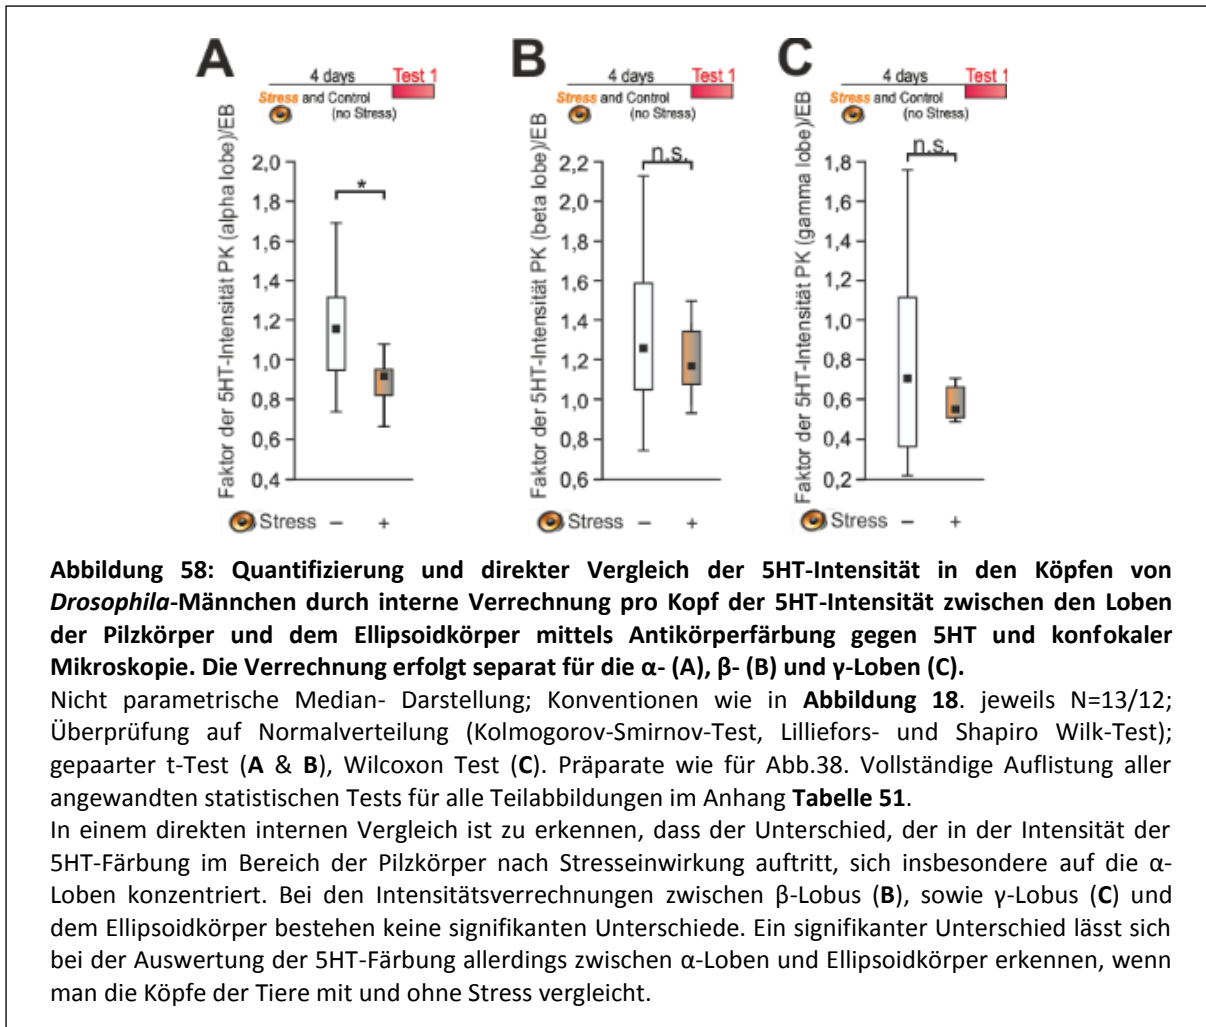 A
4 days
Test 1
Stress and Control
(no Stress)
Faktor der 5HT-Intensität PK (alpha lobe)/EB
2,0
1,8
1,6
1,4
1,2
1,0
0,8
0,6
0,4
*
Stress – +
B
4 days
Test 1
Stress and Control
(no Stress)
Faktor der 5HT-Intensität PK (beta lobe)/EB
2,2
2,0
1,8
1,6
1,4
1,2
1,0
0,8
0,6
n.s.
Stress – +
C
4 days
Test 1
Stress and Control
(no Stress)
Faktor der 5HT-Intensität PK (gamma lobe)/EB
1,8
1,6
1,4
1,2
1,0
0,8
0,6
0,4
0,2
n.s.
Stress – +
Abbildung 58: Quantifizierung und direkter Vergleich der 5HT-Intensität in den Köpfen von
Drosophila-Männchen durch interne Verrechnung pro Kopf der 5HT-Intensität zwischen den Loben
der Pilzkörper und dem Ellipsoidkörper mittels Antikörperfärbung gegen 5HT und konfokaler
Mikroskopie. Die Verrechnung erfolgt separat für die α- (A), β- (B) und γ-Loben (C).
Nicht parametrische Median- Darstellung; Konventionen wie in Abbildung 18. jeweils N=13/12;
Überprüfung auf Normalverteilung (Kolmogorov-Smirnov-Test, Lilliefors- und Shapiro Wilk-Test);
gepaarter t-Test (A & B), Wilcoxon Test (C). Präparate wie für Abb.38. Vollständige Auflistung aller
angewandten statistischen Tests für alle Teilabbildungen im Anhang Tabelle 51.
In einem direkten internen Vergleich ist zu erkennen, dass der Unterschied, der in der Intensität der
5HT-Färbung im Bereich der Pilzkörper nach Stresseinwirkung auftritt, sich insbesondere auf die α-
Loben konzentriert. Bei den Intensitätsverrechnungen zwischen β-Lobus (B), sowie γ-Lobus (C) und
dem Ellipsoidkörper bestehen keine signifikanten Unterschiede. Ein signifikanter Unterschied lässt sich
bei der Auswertung der 5HT-Färbung allerdings zwischen α-Loben und Ellipsoidkörper erkennen, wenn
man die Köpfe der Tiere mit und ohne Stress vergleicht.